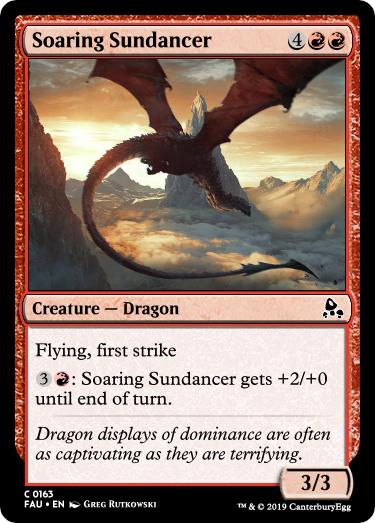 Soaring Sundancer 4
Creature — Dragon
Flying, first strike
3 : Soaring Sundancer gets +2/+0
until end of turn.
Dragon displays of dominance are often
as captivating as they are terrifying.
3/3
C 0163
FAU • EN Greg Rutkowski
™ & © 2019 CanterburyEgg